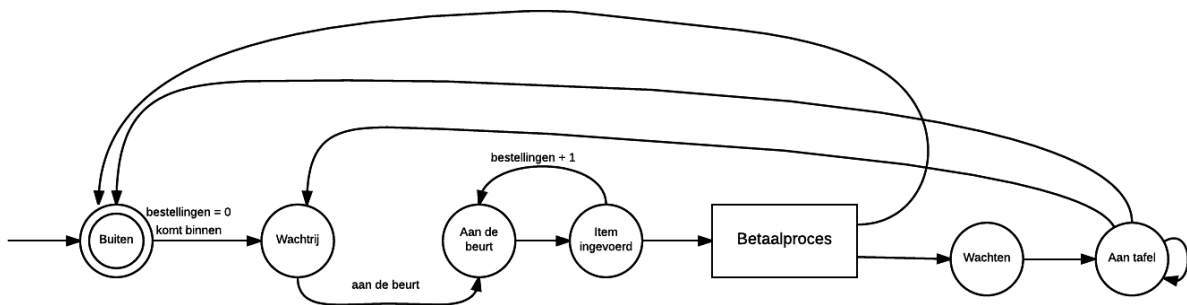 bestellingen + 1
bestellingen = 0
komt binnen
Buiten
Wachtrij
Aan de
beurt
Item
ingevoerd
Betaalproces
Wachten
Aan tafel
aan de beurt